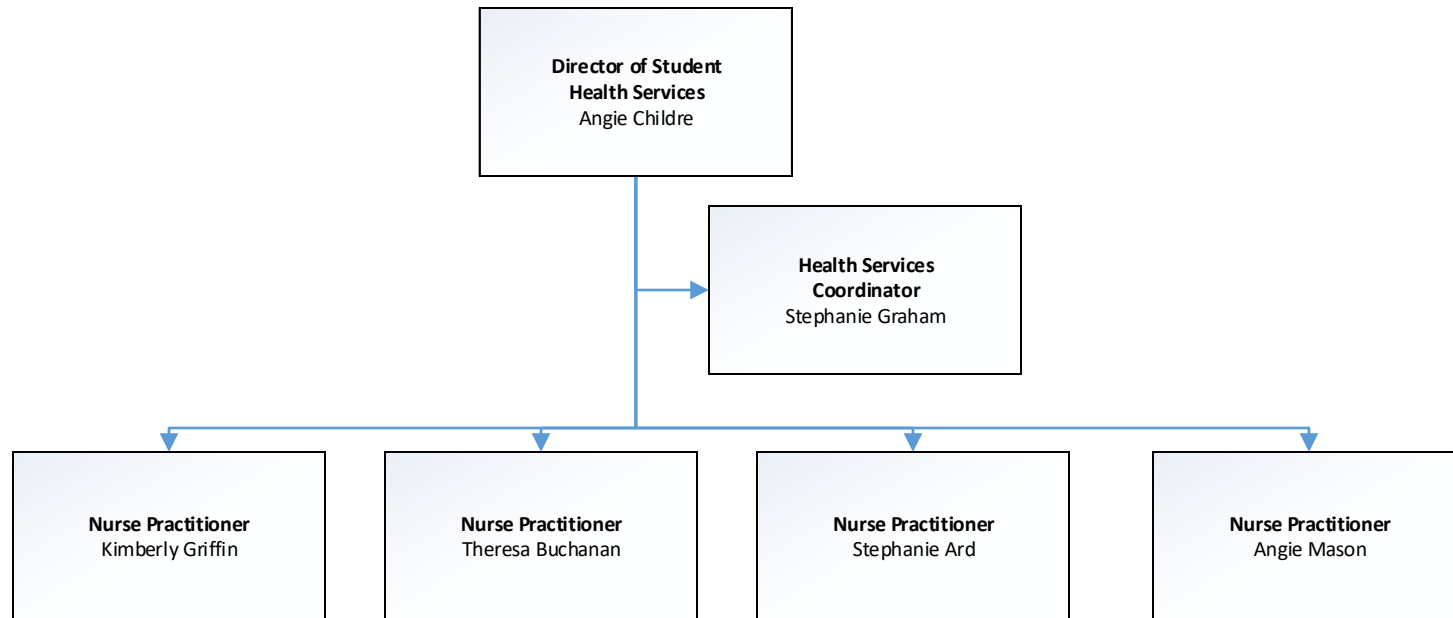 Director of Student
Health Services
Angie Childre
Health Services
Coordinator
Stephanie Graham
Nurse Practitioner
Kimberly Griffin
Nurse Practitioner
Theresa Buchanan
Nurse Practitioner
Stephanie Ard
Nurse Practitioner
Angie Mason